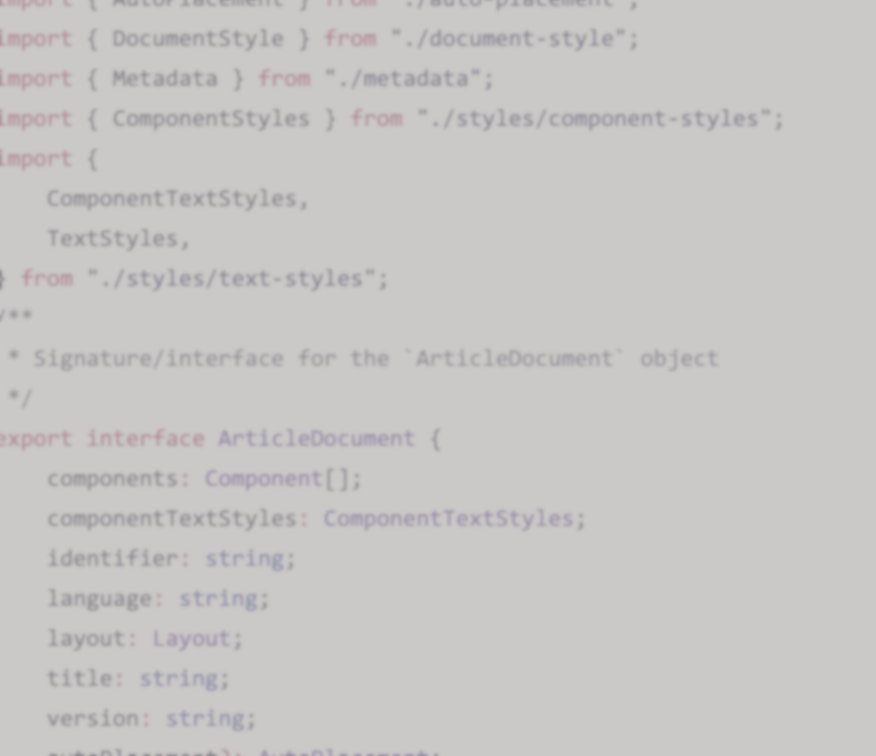 import { AutoPlacement } from "./auto-placement";
import { DocumentStyle } from "./document-style";
import { Metadata } from "./metadata";
import { ComponentStyles } from "./styles/component-styles";
import {
    ComponentTextStyles,
    TextStyles,
} from "./styles/text-styles";
/**
 * Signature/interface for the `ArticleDocument` object
 */
export interface ArticleDocument {
    components: Component[];
    componentTextStyles: ComponentTextStyles;
    identifier: string;
    language: string;
    layout: Layout;
    title: string;
    version: string;
    autoPlacement?: AutoPlacement;